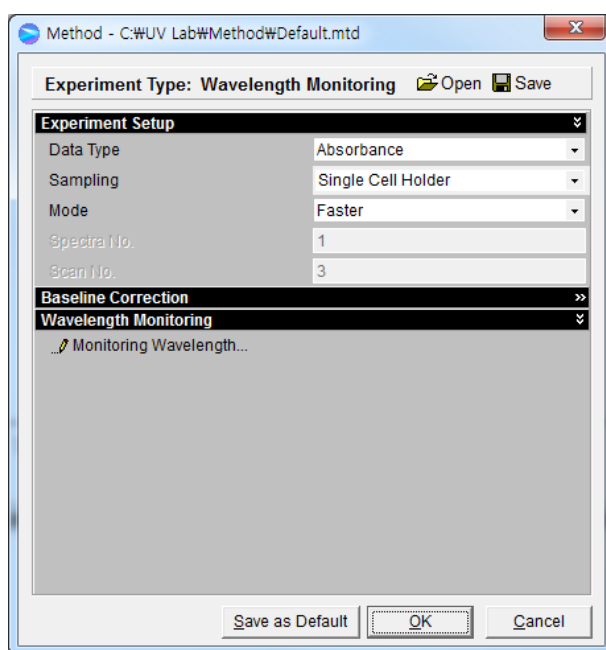 Method - C:₩UV Lab₩Method₩Default.mtd
Experiment Type: Wavelength Monitoring Open Save
Experiment Setup
Data Type Absorbance
Sampling Single Cell Holder
Mode Faster
Spectra No. 1
Scan No. 3
Baseline Correction
Wavelength Monitoring
Monitoring Wavelength...
Save as Default OK Cancel